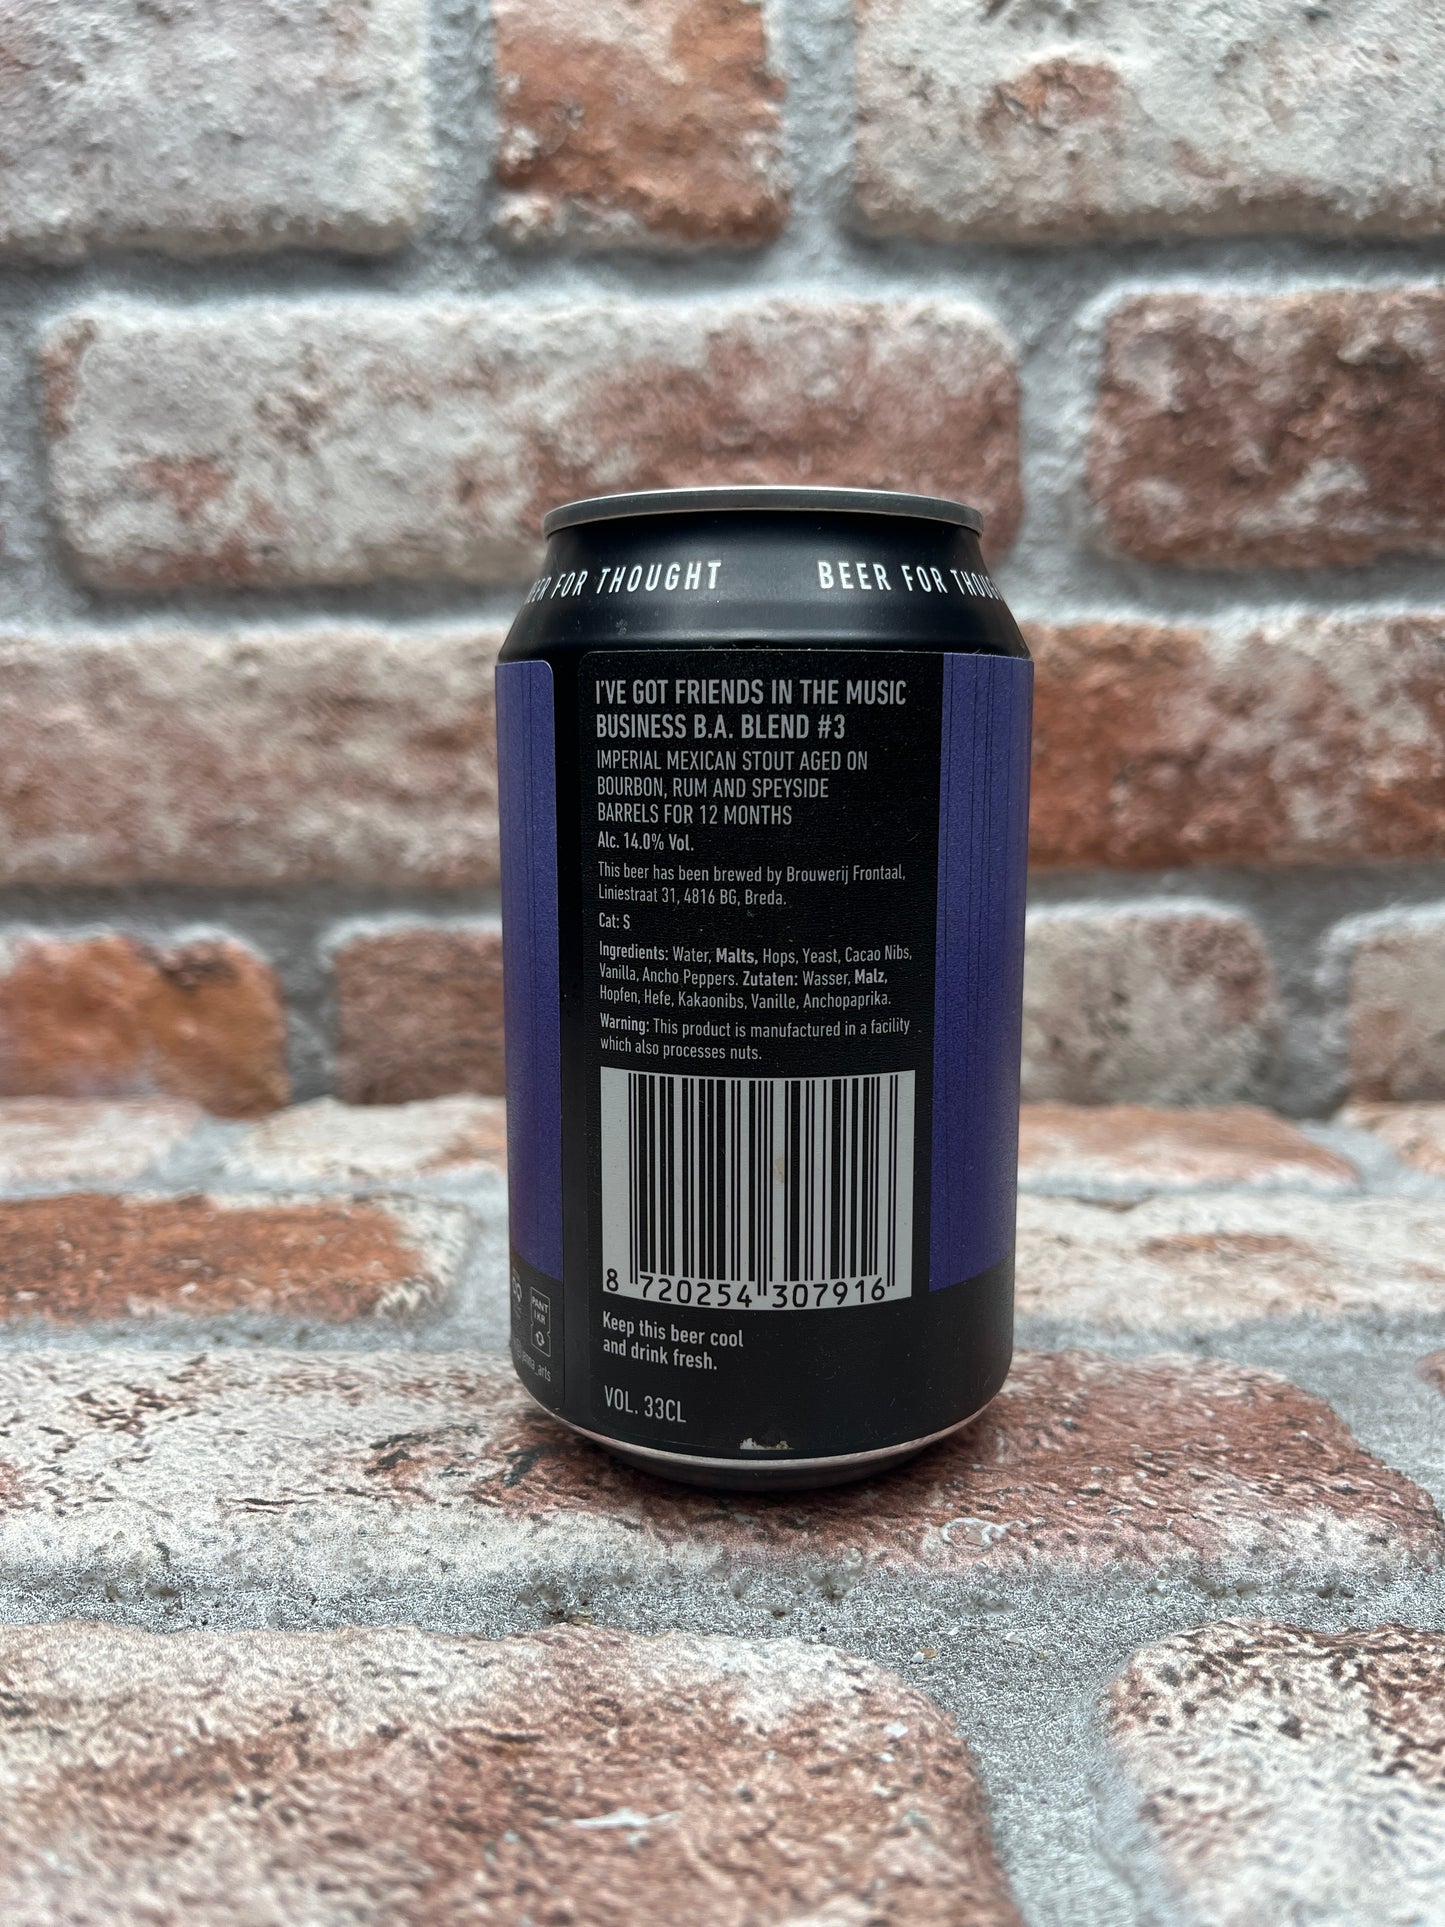 FOR THOUGHT BEER FOR
I'VE GOT FRIENDS IN THE MUSIC
BUSINESS B.A. BLEND #3
IMPERIAL MEXICAN STOUT AGED ON
BOURBON, RUM AND SPEYSIDE
BARRELS FOR 12 MONTHS
Alc. 14.0% Vol.
This beer has been brewed by Brouwerij Frontaal,
Liniestraat 31, 4816 BG, Breda.
Cat: S
Ingredients: Water, Malts, Hops, Yeast, Cacao Nibs,
Vanilla, Ancho Peppers. Zutaten: Wasser, Malz,
Hopfen, Hefe, Kakaonibs, Vanille, Anchopaprika.
Warning: This product is manufactured in a facility
which also processes nuts.
8 720254 307916
Keep this beer cool
and drink fresh.
VOL. 33CL
PANT
1 KR